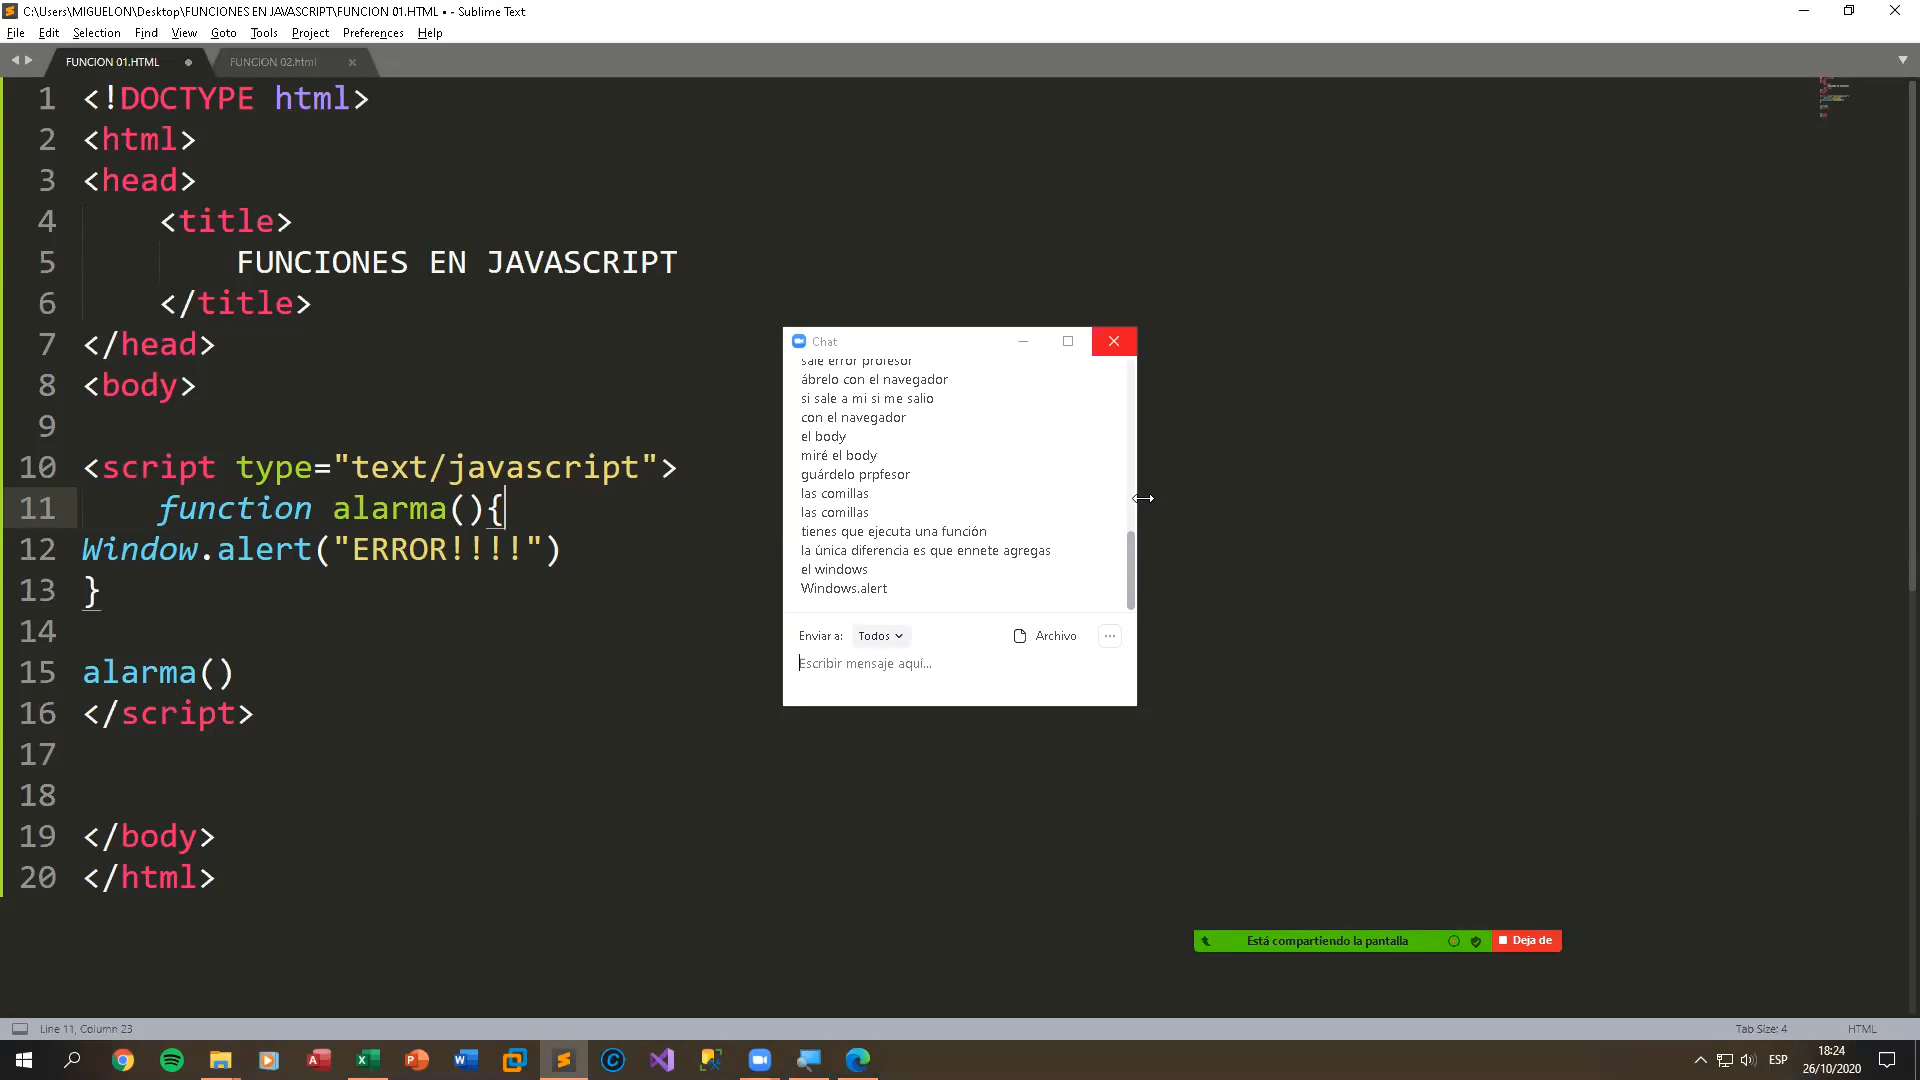 C:\Users\MIGUELON\Desktop\FUNCIONES EN JAVASCRIPT\FUNCION 01.HTML • - Sublime Text
File Edit Selection Find View Goto Tools Project Preferences Help
FUNCION 01.HTML FUNCION 02.html
1 <!DOCTYPE html>
2 <html>
3 <head>
4 <title>
5 FUNCIONES EN JAVASCRIPT
6 </title>
7 </head>
8 <body>
9
10 <script type="text/javascript">
11 function alarma(){
12 Window.alert("ERROR!!!!")
13 }
14
15 alarma()
16 </script>
17
18
19 </body>
20 </html>
Chat
sale error profesor
ábrelo con el navegador
si sale a mi si me salio
con el navegador
el body
miré el body
guárdelo prpfesor
las comillas
las comillas
tienes que ejecuta una función
la única diferencia es que ennete agregas
el windows
Windows.alert
Enviar a: Todos Archivo
Escribir mensaje aquí...
Está compartiendo la pantalla Deja de
Line 11, Column 23 Tab Size: 4 HTML
ESP
18:24
26/10/2020